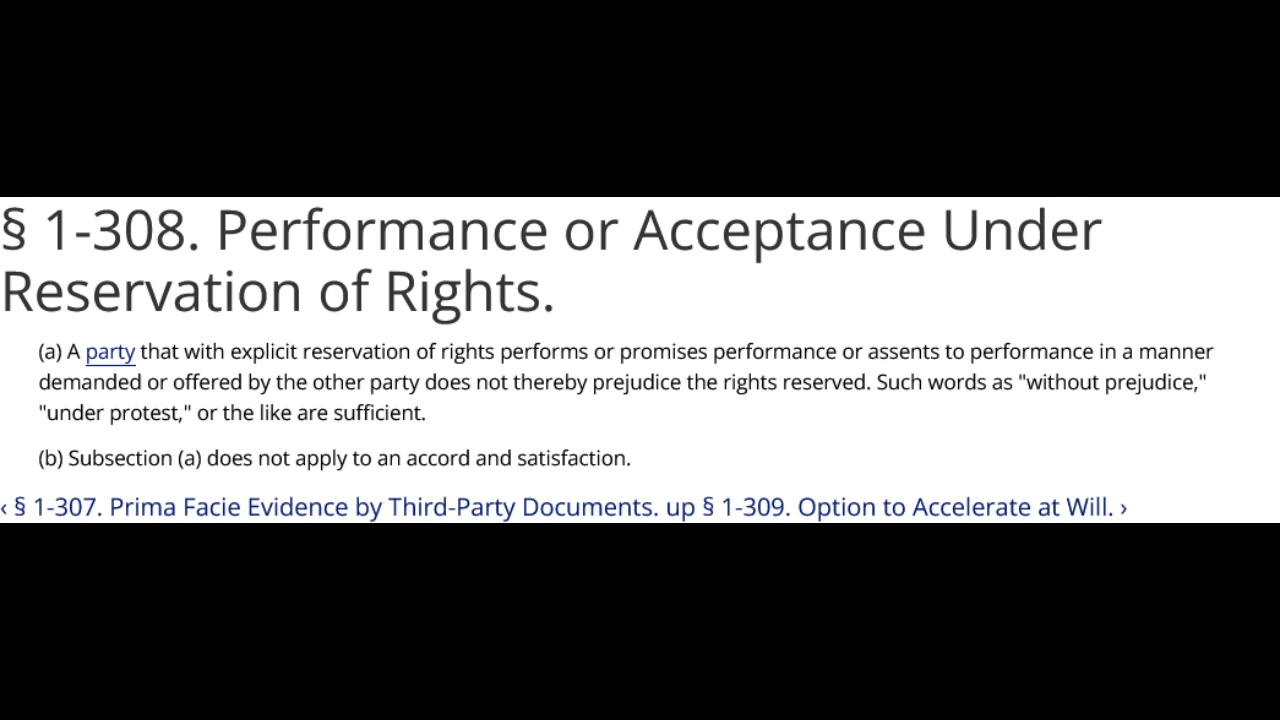 § 1-308. Performance or Acceptance Under
Reservation of Rights.
(a) A party that with explicit reservation of rights performs or promises performance or assents to performance in a manner
demanded or offered by the other party does not thereby prejudice the rights reserved. Such words as "without prejudice,"
"under protest," or the like are sufficient.
(b) Subsection (a) does not apply to an accord and satisfaction.
‹ § 1-307. Prima Facie Evidence by Third-Party Documents. up § 1-309. Option to Accelerate at Will. ›